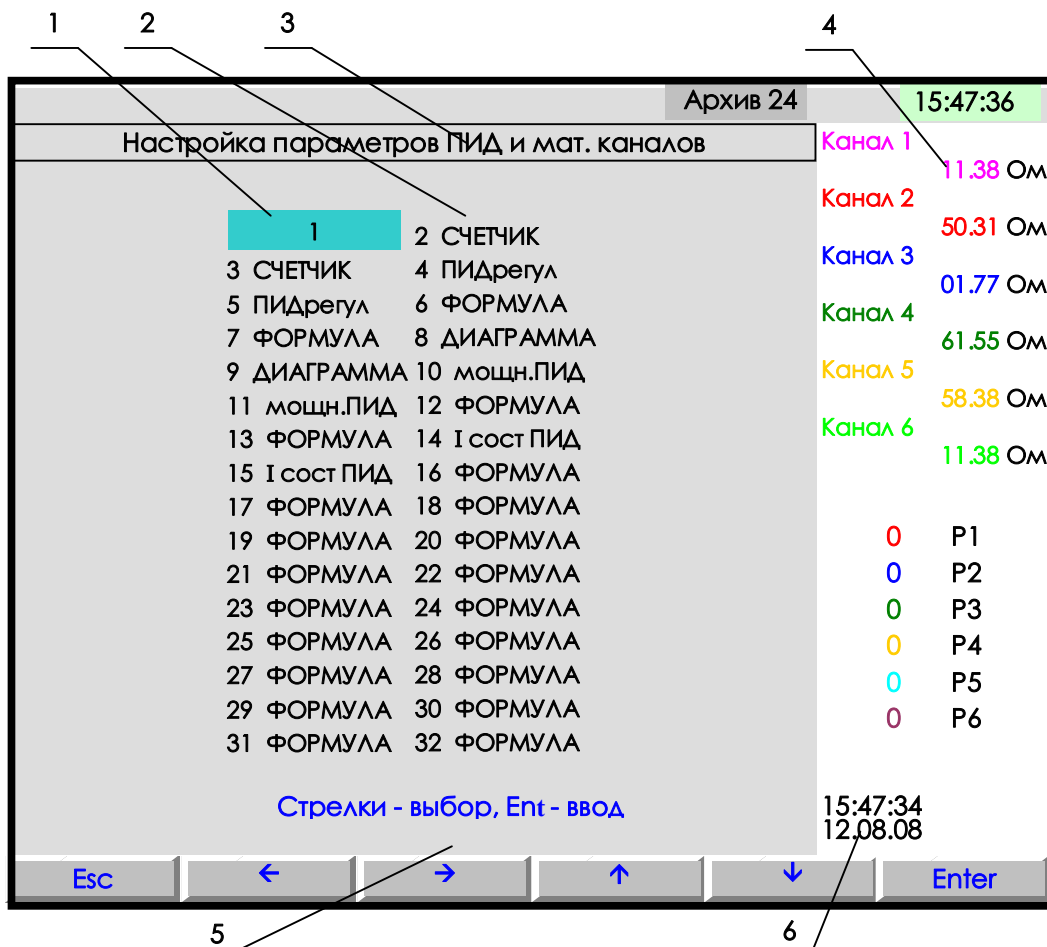 1 2 3 4
Архив 24 15:47:36
Настройка параметров ПИД и мат. каналов
Канал 1
11.38 Ом
Канал 2
50.31 Ом
Канал 3
01.77 Ом
Канал 4
61.55 Ом
Канал 5
58.38 Ом
Канал 6
11.38 Ом
1 2 СЧЕТЧИК
3 СЧЕТЧИК 4 ПИДрегул
5 ПИДрегул 6 ФОРМУЛА
7 ФОРМУЛА 8 ДИАГРАММА
9 ДИАГРАММА 10 мощн.ПИД
11 мощн.ПИД 12 ФОРМУЛА
13 ФОРМУЛА 14 I сост ПИД
15 I сост ПИД 16 ФОРМУЛА
17 ФОРМУЛА 18 ФОРМУЛА
19 ФОРМУЛА 20 ФОРМУЛА
21 ФОРМУЛА 22 ФОРМУЛА
23 ФОРМУЛА 24 ФОРМУЛА
25 ФОРМУЛА 26 ФОРМУЛА
27 ФОРМУЛА 28 ФОРМУЛА
29 ФОРМУЛА 30 ФОРМУЛА
31 ФОРМУЛА 32 ФОРМУЛА
0 P1
0 P2
0 P3
0 P4
0 P5
0 P6
Стрелки - выбор, Ent - ввод
15:47:34
12.08.08
Esc ← → ↑ ↓ Enter
5 6